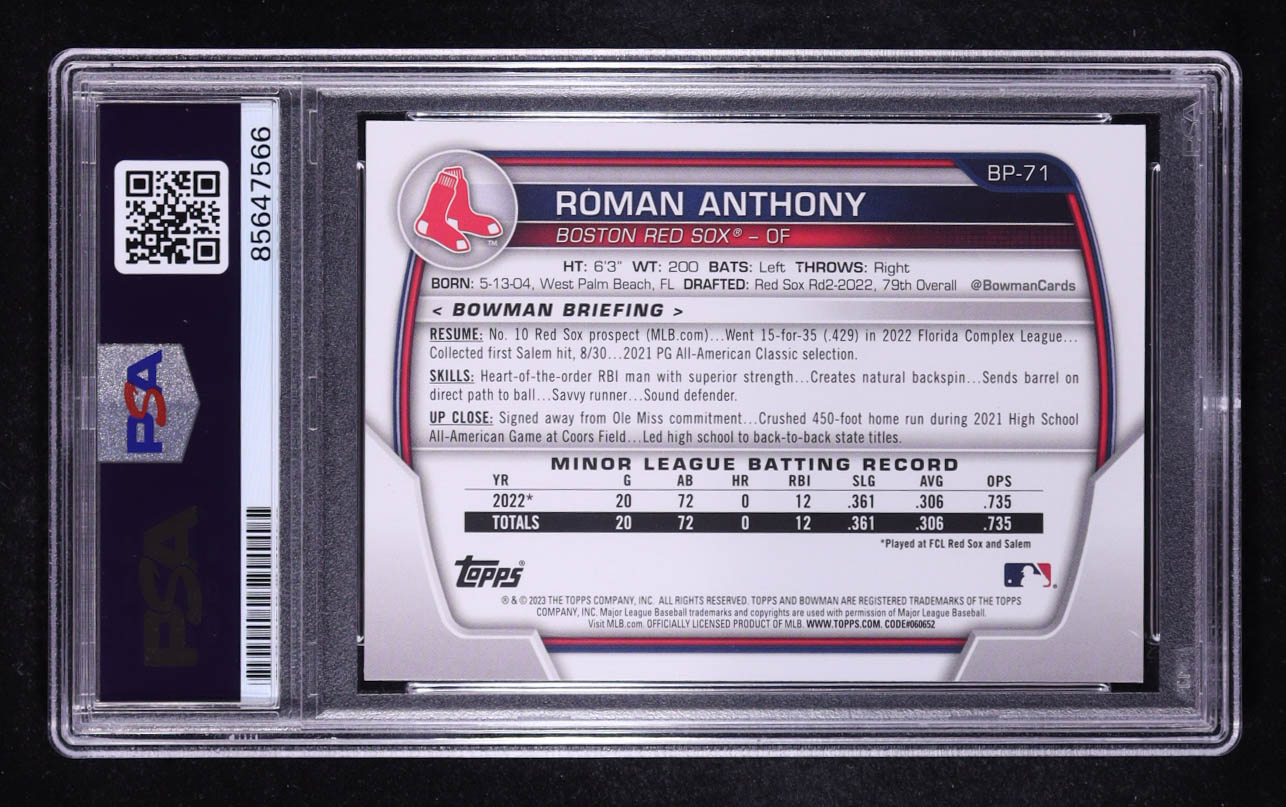 85647566
PSA
PSA
BP-71
ROMAN ANTHONY
BOSTON RED SOX® – OF
HT: 6'3" WT: 200 BATS: Left THROWS: Right
BORN: 5-13-04, West Palm Beach, FL DRAFTED: Red Sox Rd2-2022, 79th Overall @BowmanCards
< BOWMAN BRIEFING >
RESUME: No. 10 Red Sox prospect (MLB.com)...Went 15-for-35 (.429) in 2022 Florida Complex League...
Collected first Salem hit, 8/30...2021 PG All-American Classic selection.
SKILLS: Heart-of-the-order RBI man with superior strength...Creates natural backspin...Sends barrel on
direct path to ball...Savvy runner...Sound defender.
UP CLOSE: Signed away from Ole Miss commitment...Crushed 450-foot home run during 2021 High School
All-American Game at Coors Field...Led high school to back-to-back state titles.
MINOR LEAGUE BATTING RECORD
YR G AB HR RBI SLG AVG OPS
2022* 20 72 0 12 .361 .306 .735
TOTALS 20 72 0 12 .361 .306 .735
*Played at FCL Red Sox and Salem
topps®
® & © 2023 THE TOPPS COMPANY, INC. ALL RIGHTS RESERVED. TOPPS AND BOWMAN ARE REGISTERED TRADEMARKS OF THE TOPPS
COMPANY, INC. Major League Baseball trademarks and copyrights are used with permission of Major League Baseball.
Visit MLB.com. OFFICIALLY LICENSED PRODUCT OF MLB. WWW.TOPPS.COM. CODE#060652